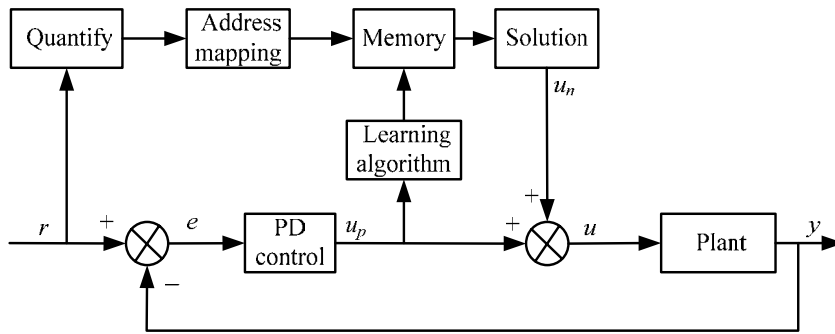 Quantify
Address
mapping
Memory
Solution
uₙ
Learning
algorithm
r
+
−
e
PD
control
uₚ
+
+
u
Plant
y